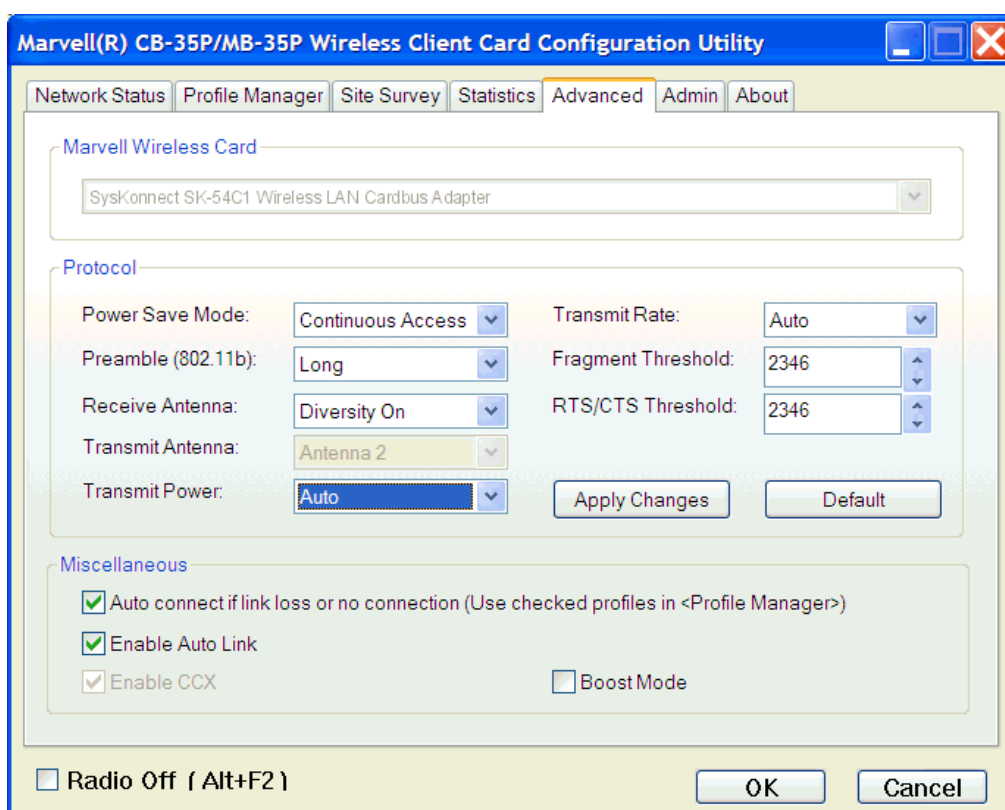 Marvell(R) CB-35P/MB-35P Wireless Client Card Configuration Utility
Network Status Profile Manager Site Survey Statistics Advanced Admin About
Marvell Wireless Card
SysKonnect SK-54C1 Wireless LAN Cardbus Adapter
Protocol
Power Save Mode: Continuous Access Transmit Rate: Auto
Preamble (802.11b): Long Fragment Threshold: 2346
Receive Antenna: Diversity On RTS/CTS Threshold: 2346
Transmit Antenna: Antenna 2
Transmit Power: Auto Apply Changes Default
Miscellaneous
Auto connect if link loss or no connection (Use checked profiles in <Profile Manager>)
Enable Auto Link
Enable CCX Boost Mode
Radio Off (Alt+F2) OK Cancel